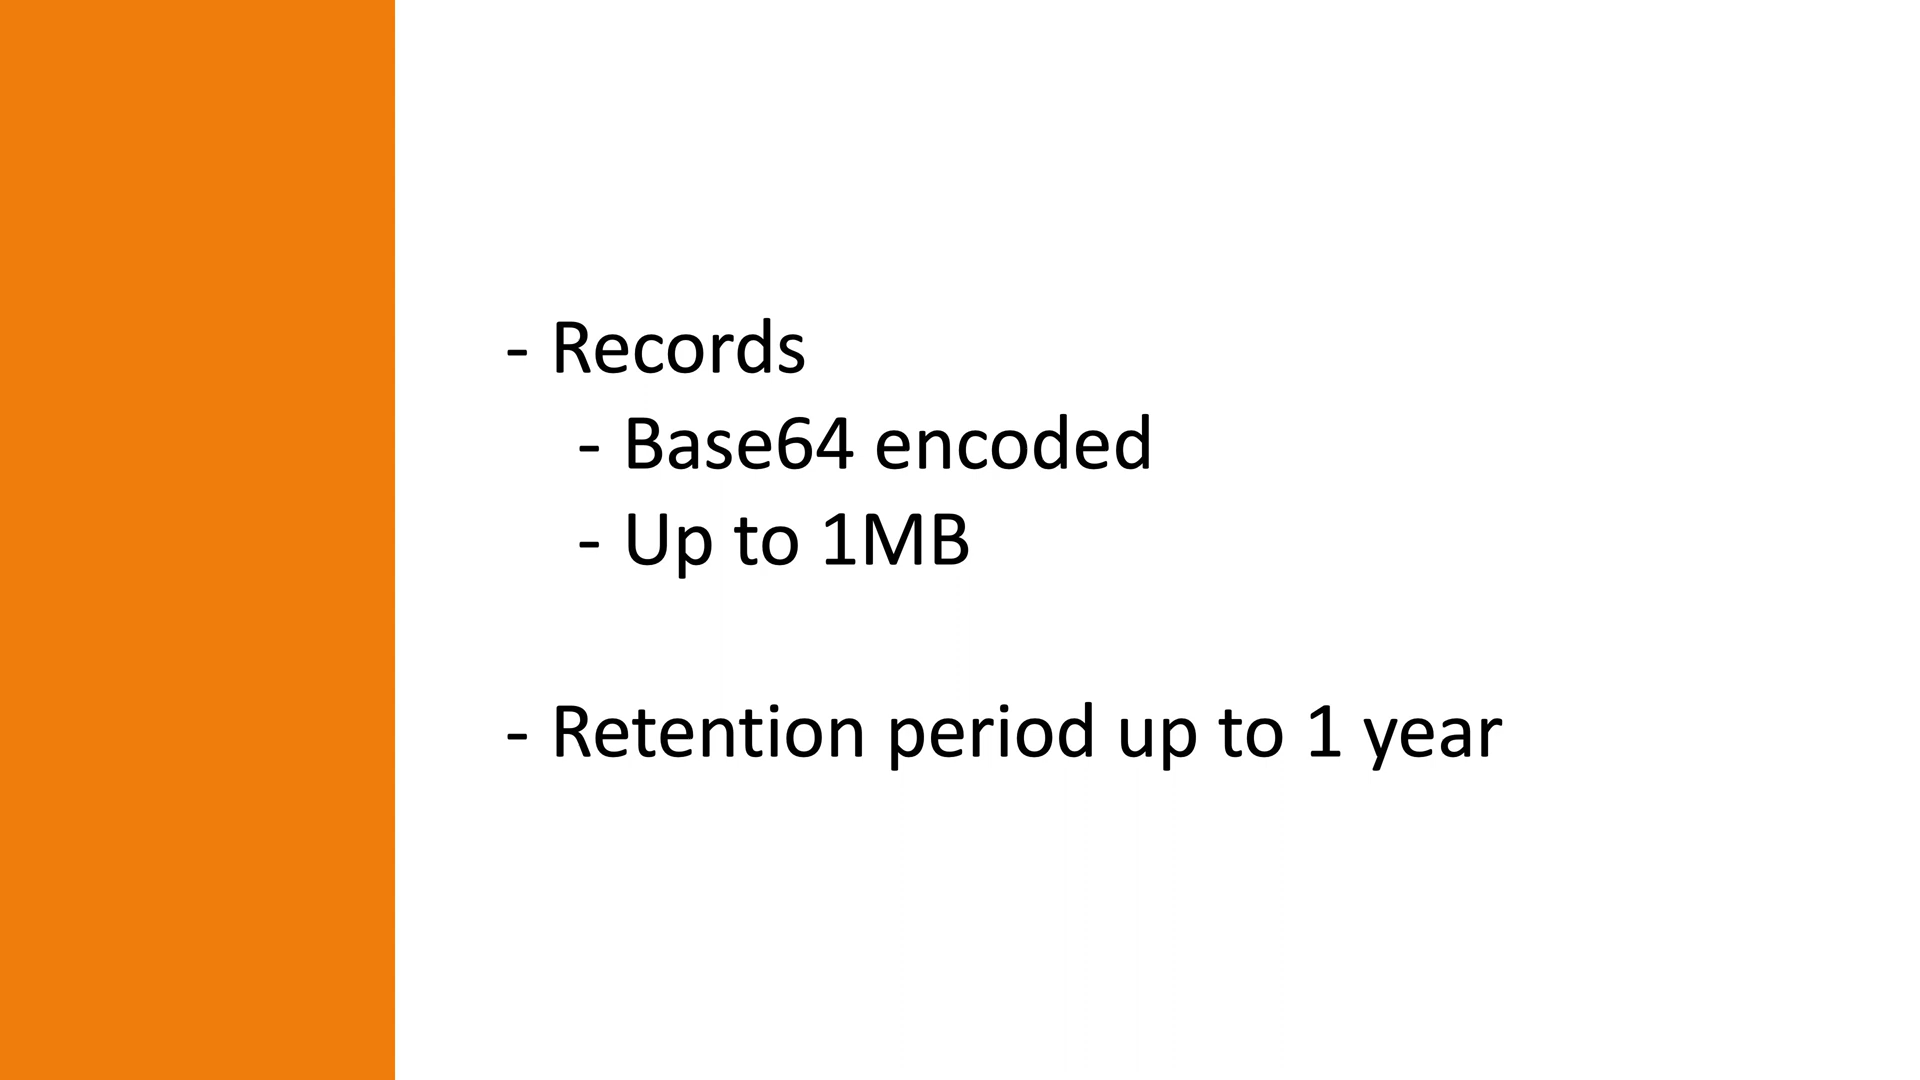 - Records
- Base64 encoded
- Up to 1MB
- Retention period up to 1 year